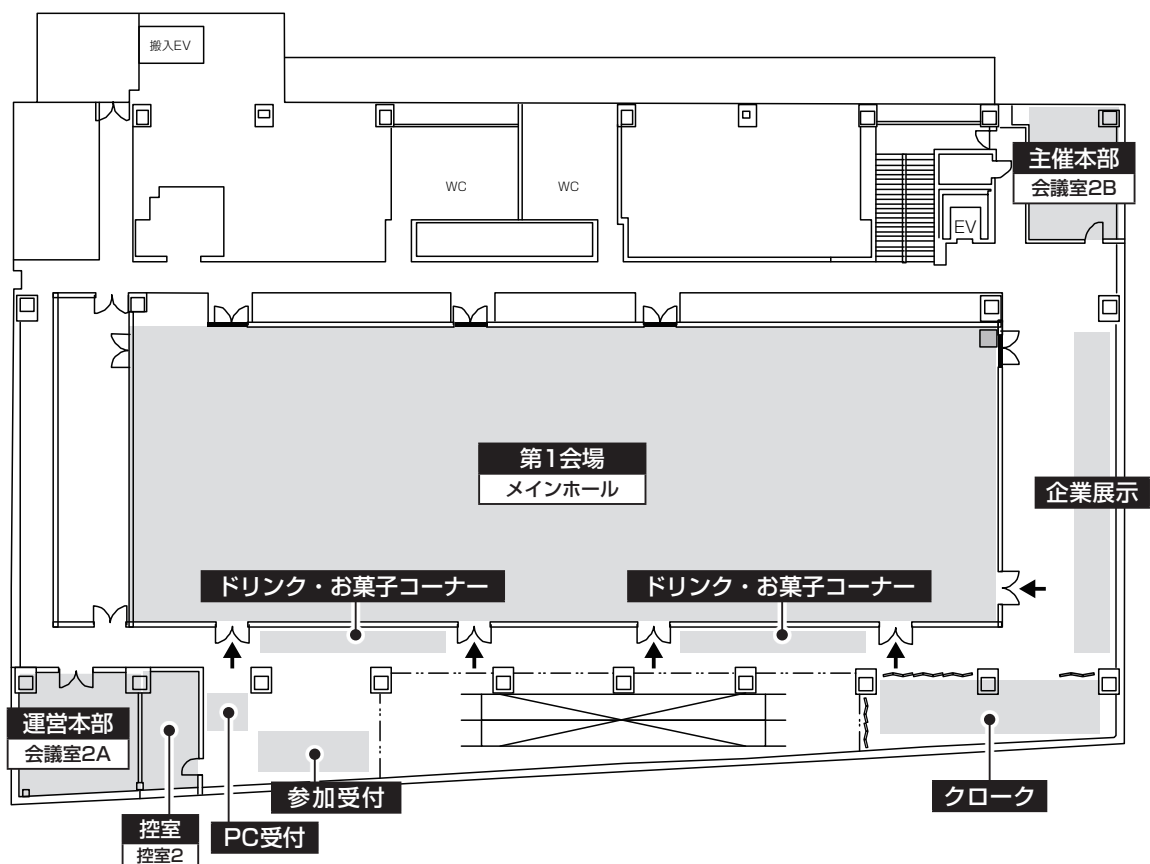 搬入EV
WC
WC
EV
主催本部
会議室2B
第1会場
メインホール
企業展示
ドリンク・お菓子コーナー
ドリンク・お菓子コーナー
運営本部
会議室2A
控室
控室2
PC受付
参加受付
クローク